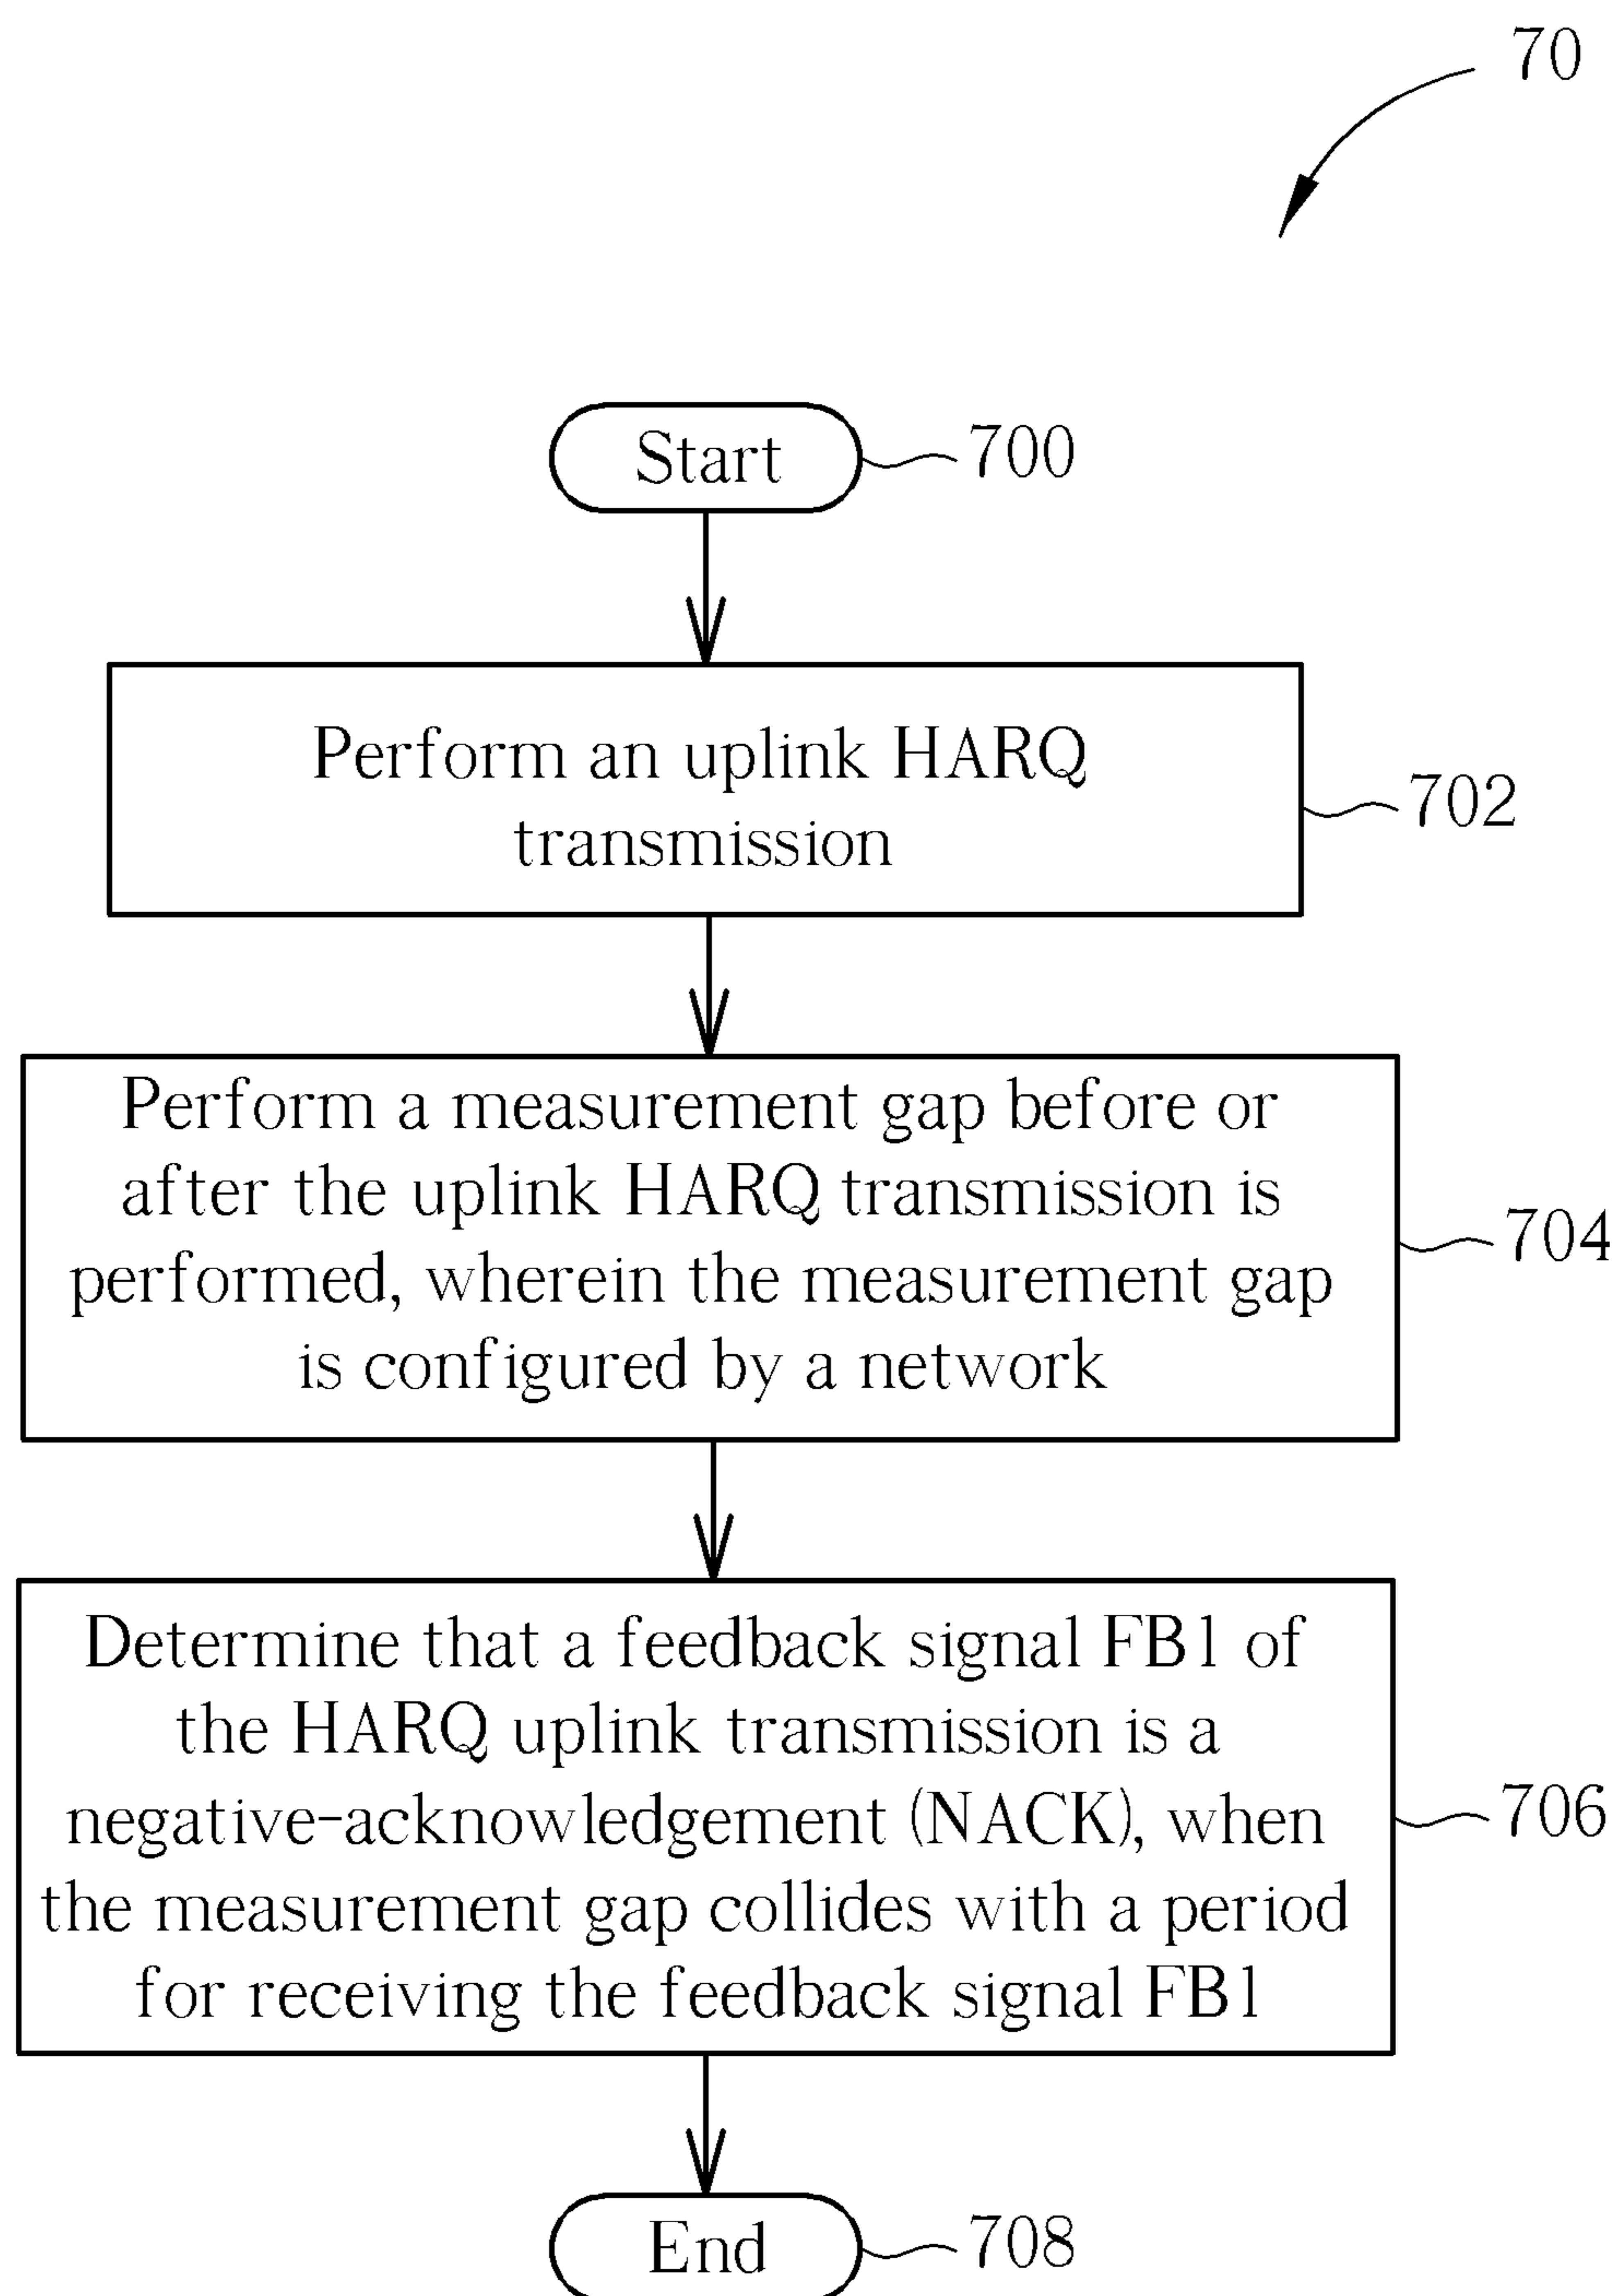 70
Start
700
Perform an uplink HARQ
transmission
702
Perform a measurement gap before or
after the uplink HARQ transmission is
performed, wherein the measurement gap
is configured by a network
704
Determine that a feedback signal FB1 of
the HARQ uplink transmission is a
negative-acknowledgement (NACK), when
the measurement gap collides with a period
for receiving the feedback signal FB1
706
End
708